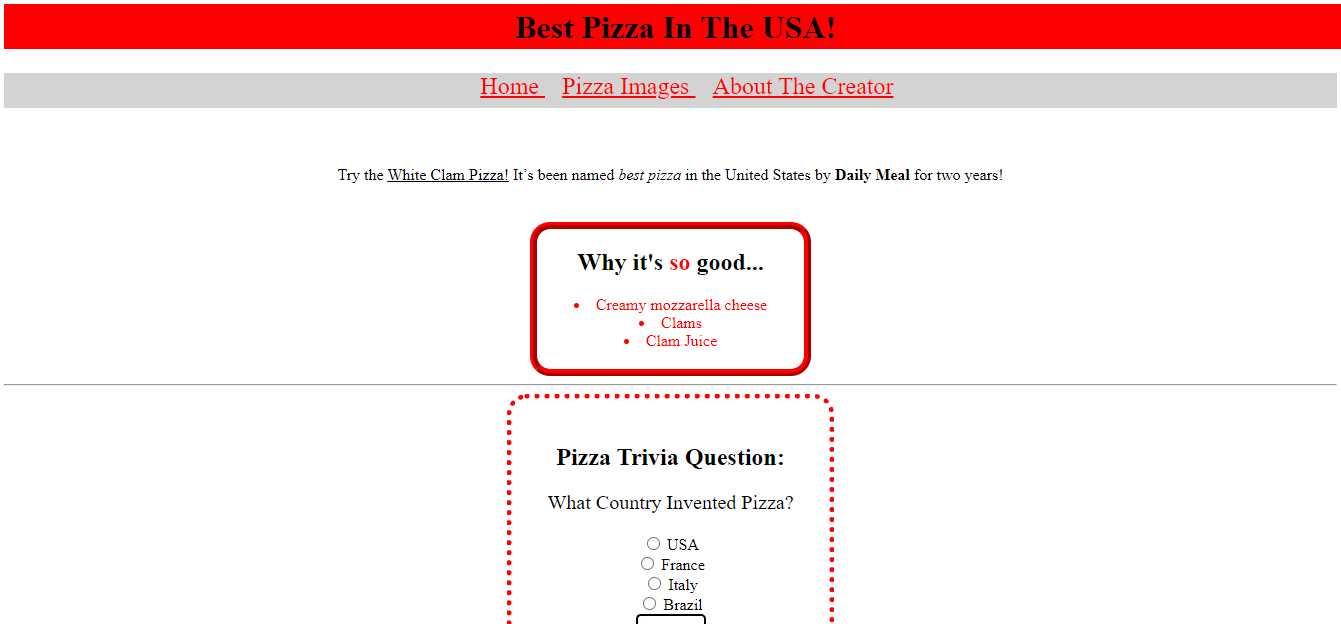 Best Pizza In The USA!
Home Pizza Images About The Creator
Try the White Clam Pizza! It’s been named best pizza in the United States by Daily Meal for two years!
Why it's so good...
Creamy mozzarella cheese
Clams
Clam Juice
Pizza Trivia Question:
What Country Invented Pizza?
USA
France
Italy
Brazil